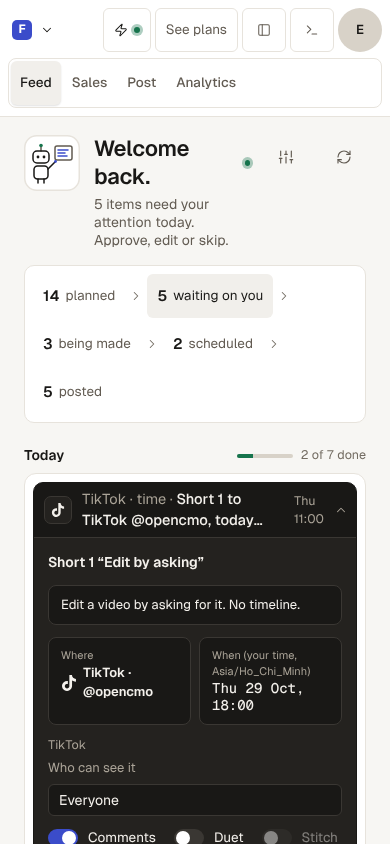 F
See plans
E
Feed Sales Post Analytics
Welcome back.
5 items need your
attention today.
Approve, edit or skip.
14 planned
5 waiting on you
3 being made
2 scheduled
5 posted
Today
2 of 7 done
TikTok · time · Short 1 to
TikTok @opencmo, today…
Thu
11:00
Short 1 “Edit by asking”
Edit a video by asking for it. No timeline.
Where
TikTok ·
@opencmo
When (your time,
Asia/Ho_Chi_Minh)
Thu 29 Oct,
18:00
TikTok
Who can see it
Everyone
Comments Duet Stitch